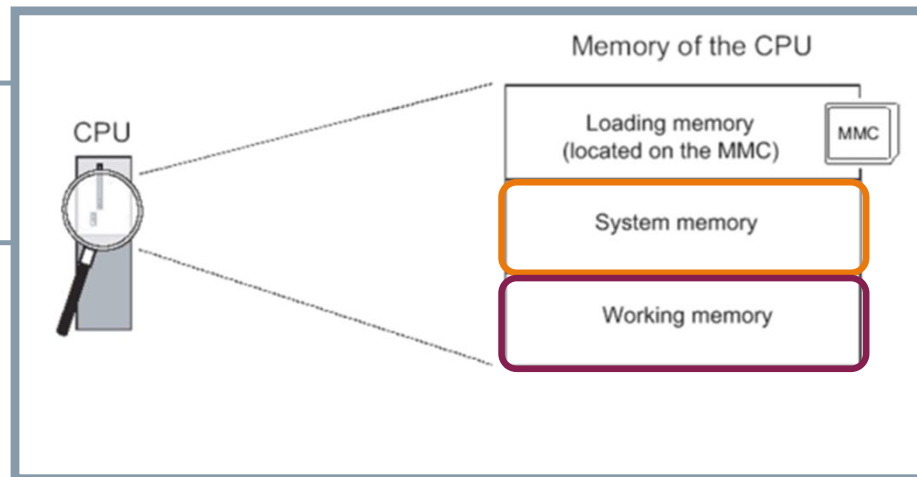 Memory of the CPU
CPU
Loading memory
(located on the MMC)
MMC
System memory
Working memory